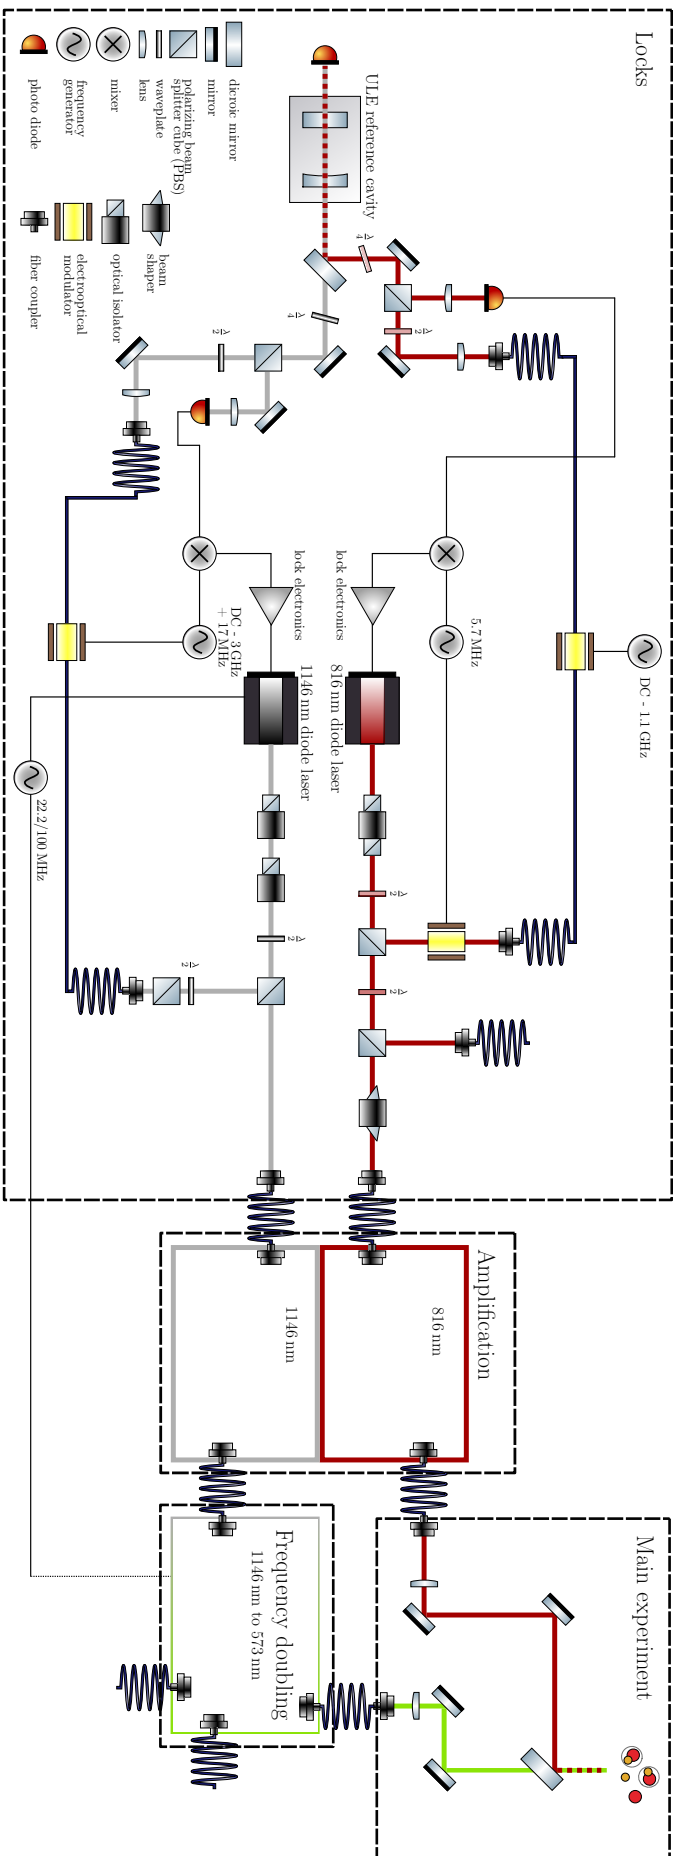 Locks
ULE reference cavity
λ/4
λ/2
λ/4
λ/2
dicroic mirror
mirror
polarizing beam
splitter cube (PBS)
waveplate
lens
mixer
frequency
generator
photo diode
beam
shaper
optical isolator
electrooptical
modulator
fiber coupler
lock electronics
lock electronics
5.7 MHz
DC - 1.1 GHz
DC - 3 GHz
+ 17 MHz
816 nm diode laser
1146 nm diode laser
22.2/100 MHz
λ/2
λ/2
λ/2
λ/2
Amplification
816 nm
1146 nm
Frequency doubling
1146 nm to 573 nm
Main experiment